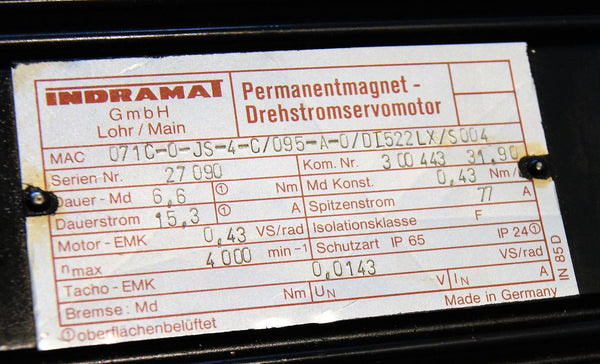 INDRAMAT
GmbH
Lohr/Main
Permanentmagnet-
Drehstromservomotor
MAC 071C-0-JS-4-C/095-A-0/DI522LX/S004
Serien Nr. 27090 Kom. Nr. 300443 31.90
Dauer-Md 6,6 ① Nm Md Konst. 0,43 Nm/A
Dauerstrom 15,3 ① A Spitzenstrom 77 A
Motor-EMK 0,43 VS/rad Isolationsklasse F
nmax 4000 min-1 Schutzart IP 65 IP 24①
Tacho-EMK 0,0143 VS/rad
Bremse: Md Nm UN V IN A
①oberflächenbelüftet Made in Germany
IN 85 D